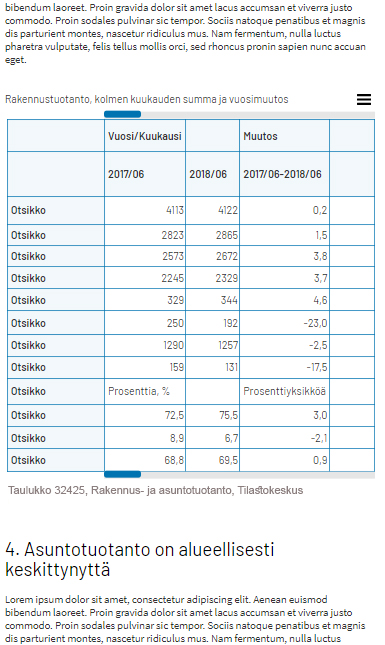 bibendum laoreet. Proin gravida dolor sit amet lacus accumsan et viverra justo
commodo. Proin sodales pulvinar sic tempor. Sociis natoque penatibus et magnis
dis parturient montes, nascetur ridiculus mus. Nam fermentum, nulla luctus
pharetra vulputate, felis tellus mollis orci, sed rhoncus pronin sapien nunc accuan
eget.
Rakennustuotanto, kolmen kuukauden summa ja vuosimuutos
Vuosi/Kuukausi Muutos
2017/06 2018/06 2017/06-2018/06
Otsikko 4113 4122 0,2
Otsikko 2823 2865 1,5
Otsikko 2573 2672 3,8
Otsikko 2245 2329 3,7
Otsikko 329 344 4,6
Otsikko 250 192 -23,0
Otsikko 1290 1257 -2,5
Otsikko 159 131 -17,5
Otsikko Prosenttia, % Prosenttiyksikköä
Otsikko 72,5 75,5 3,0
Otsikko 8,9 6,7 -2,1
Otsikko 68,8 69,5 0,9
Taulukko 32425, Rakennus- ja asuntotuotanto, Tilastokeskus
4. Asuntotuotanto on alueellisesti
keskittynyttä
Lorem ipsum dolor sit amet, consectetur adipiscing elit. Aenean euismod
bibendum laoreet. Proin gravida dolor sit amet lacus accumsan et viverra justo
commodo. Proin sodales pulvinar sic tempor. Sociis natoque penatibus et magnis
dis parturient montes, nascetur ridiculus mus. Nam fermentum, nulla luctus